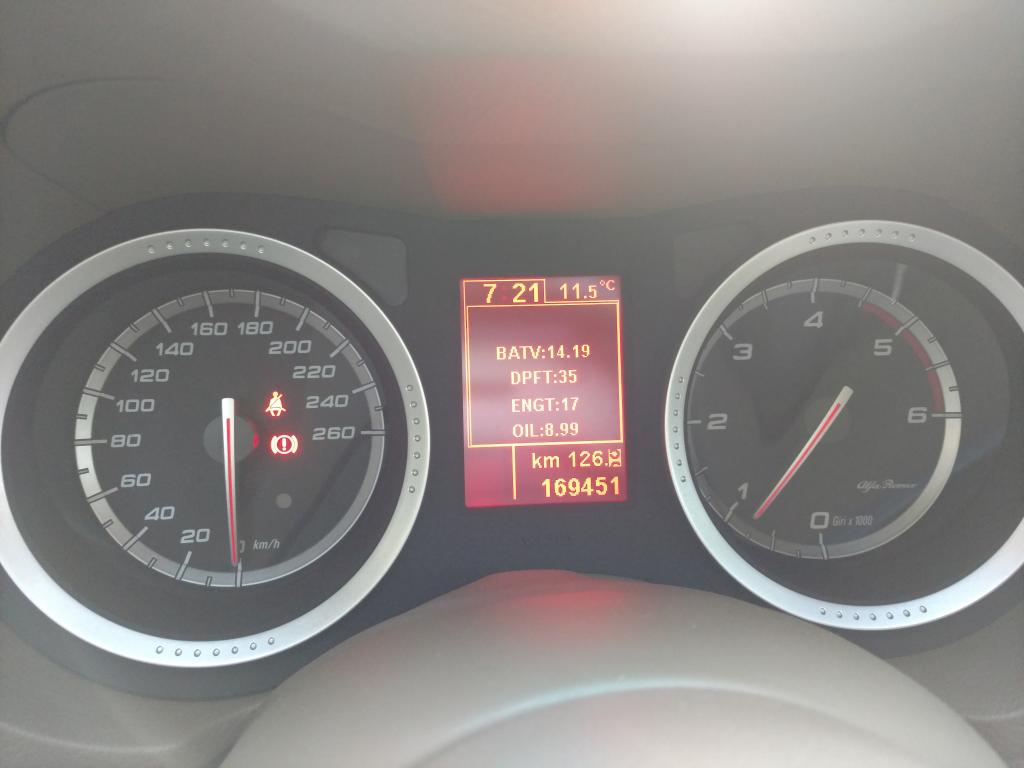 7 21 11.5°C
BATV:14.19
DPFT:35
ENGT:17
OIL:8.99
km 126.
169451
20
40
60
80
100
120
140
160
180
200
220
240
260
km/h
0
1
2
3
4
5
6
Giri x 1000
Alfa Romeo